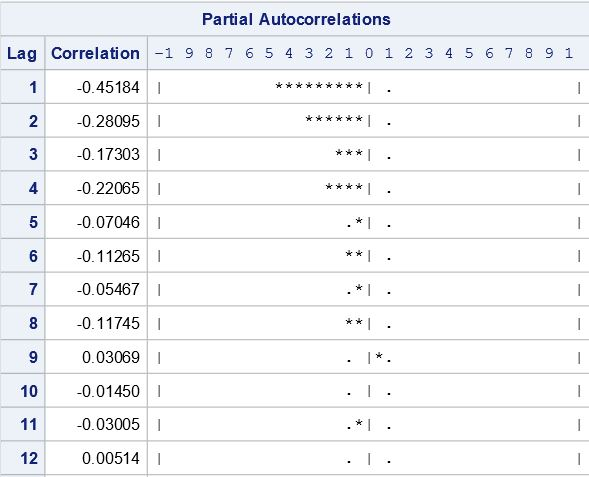 Partial Autocorrelations
Lag Correlation -1 9 8 7 6 5 4 3 2 1 0 1 2 3 4 5 6 7 8 9 1
1 -0.45184 | *********| . |
2 -0.28095 | ******| . |
3 -0.17303 | ***| . |
4 -0.22065 | ****| . |
5 -0.07046 | .*| . |
6 -0.11265 | **| . |
7 -0.05467 | .*| . |
8 -0.11745 | **| . |
9 0.03069 | . |*. |
10 -0.01450 | . | . |
11 -0.03005 | .*| . |
12 0.00514 | . | . |